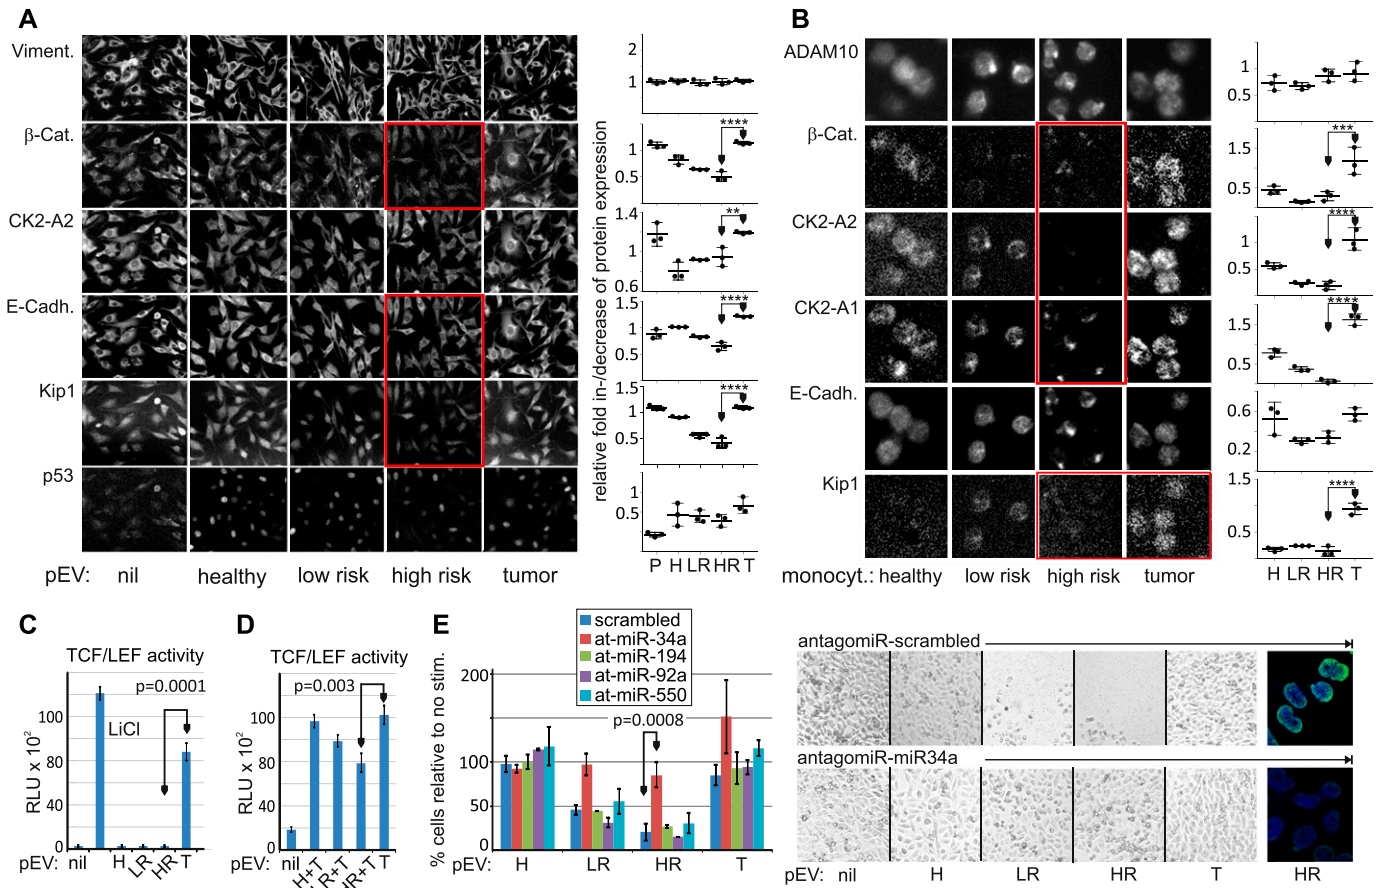 A
Viment.
β-Cat.
CK2-A2
E-Cadh.
Kip1
p53
pEV: nil healthy low risk high risk tumor
relative fold in-/decrease of protein expression
2
1
****
1
0.5
**
1.4
1
0.6
****
1.5
1
0.5
****
1.5
1
0.5
1
0.5
P H LR HR T
B
ADAM10
β-Cat.
CK2-A2
CK2-A1
E-Cadh.
Kip1
monocyt.: healthy low risk high risk tumor
1
0.5
***
1.5
1
0.5
****
1.5
1
0.5
****
1.5
1
0.5
0.6
0.2
****
1.5
1
0.5
H LR HR T
C
TCF/LEF activity
p=0.0001
LiCl
RLU x 10²
100
80
60
40
20
0
pEV: nil H LR HR T
D
TCF/LEF activity
p=0.003
RLU x 10²
100
80
60
40
20
0
pEV: nil H+T LR+T HR+T T
E
scrambled
at-miR-34a
at-miR-194
at-miR-92a
at-miR-550
p=0.0008
% cells relative to no stim.
200
100
50
0
pEV: H LR HR T
antagomiR-scrambled
antagomiR-miR34a
pEV: nil H LR HR T HR